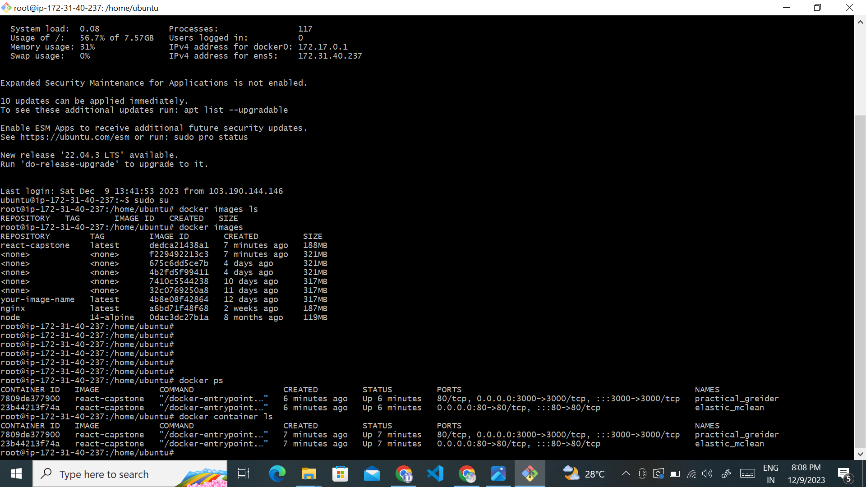 root@ip-172-31-40-237: /home/ubuntu
System load:  0.08    Processes:    117
Usage of /:   56.7% of 7.57GB   Users logged in:    0
Memory usage: 31%    IPv4 address for docker0: 172.17.0.1
Swap usage:   0%    IPv4 address for ens5:    172.31.40.237
Expanded Security Maintenance for Applications is not enabled.
10 updates can be applied immediately.
To see these additional updates run: apt list --upgradable
Enable ESM Apps to receive additional future security updates.
See https://ubuntu.com/esm or run: sudo pro status
New release '22.04.3 LTS' available.
Run 'do-release-upgrade' to upgrade to it.
Last login: Sat Dec  9 13:41:53 2023 from 103.190.144.146
ubuntu@ip-172-31-40-237:~$ sudo su
root@ip-172-31-40-237:/home/ubuntu# docker images ls
REPOSITORY   TAG       IMAGE ID   CREATED   SIZE
root@ip-172-31-40-237:/home/ubuntu# docker images
REPOSITORY        TAG         IMAGE ID       CREATED          SIZE
react-capstone    latest      dedca21438a1   7 minutes ago    188MB
<none>            <none>      f229492213c3   7 minutes ago    321MB
<none>            <none>      675c6dd5ce7b   4 days ago       321MB
<none>            <none>      4b2fd5f99411   4 days ago       321MB
<none>            <none>      7410c5544238   10 days ago      317MB
<none>            <none>      32c0769250a8   11 days ago      317MB
your-image-name   latest      4b8e08f42864   12 days ago      317MB
nginx             latest      a6bd71f48f68   2 weeks ago      187MB
node              14-alpine   0dac3dc27b1a   8 months ago     119MB
root@ip-172-31-40-237:/home/ubuntu#
root@ip-172-31-40-237:/home/ubuntu#
root@ip-172-31-40-237:/home/ubuntu#
root@ip-172-31-40-237:/home/ubuntu#
root@ip-172-31-40-237:/home/ubuntu#
root@ip-172-31-40-237:/home/ubuntu#
root@ip-172-31-40-237:/home/ubuntu# docker ps
CONTAINER ID   IMAGE            COMMAND                  CREATED         STATUS         PORTS                                               NAMES
7809de377900   react-capstone   "/docker-entrypoint.…"   6 minutes ago   Up 6 minutes   80/tcp, 0.0.0.0:3000->3000/tcp, :::3000->3000/tcp   practical_greider
23b44213f74a   react-capstone   "/docker-entrypoint.…"   6 minutes ago   Up 6 minutes   0.0.0.0:80->80/tcp, :::80->80/tcp                   elastic_mclean
root@ip-172-31-40-237:/home/ubuntu# docker container ls
CONTAINER ID   IMAGE            COMMAND                  CREATED         STATUS         PORTS                                               NAMES
7809de377900   react-capstone   "/docker-entrypoint.…"   7 minutes ago   Up 7 minutes   80/tcp, 0.0.0.0:3000->3000/tcp, :::3000->3000/tcp   practical_greider
23b44213f74a   react-capstone   "/docker-entrypoint.…"   7 minutes ago   Up 7 minutes   0.0.0.0:80->80/tcp, :::80->80/tcp                   elastic_mclean
root@ip-172-31-40-237:/home/ubuntu#
Type here to search
28°C
ENG
IN
8:08 PM
12/9/2023
5